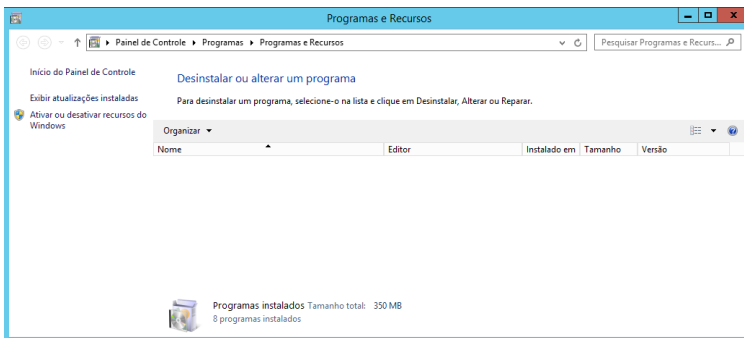 Programas e Recursos
Painel de Controle Programas Programas e Recursos
Pesquisar Programas e Recurs...
Início do Painel de Controle
Exibir atualizações instaladas
Ativar ou desativar recursos do
Windows
Desinstalar ou alterar um programa
Para desinstalar um programa, selecione-o na lista e clique em Desinstalar, Alterar ou Reparar.
Organizar
Nome Editor Instalado em Tamanho Versão
Programas instalados Tamanho total: 350 MB
8 programas instalados